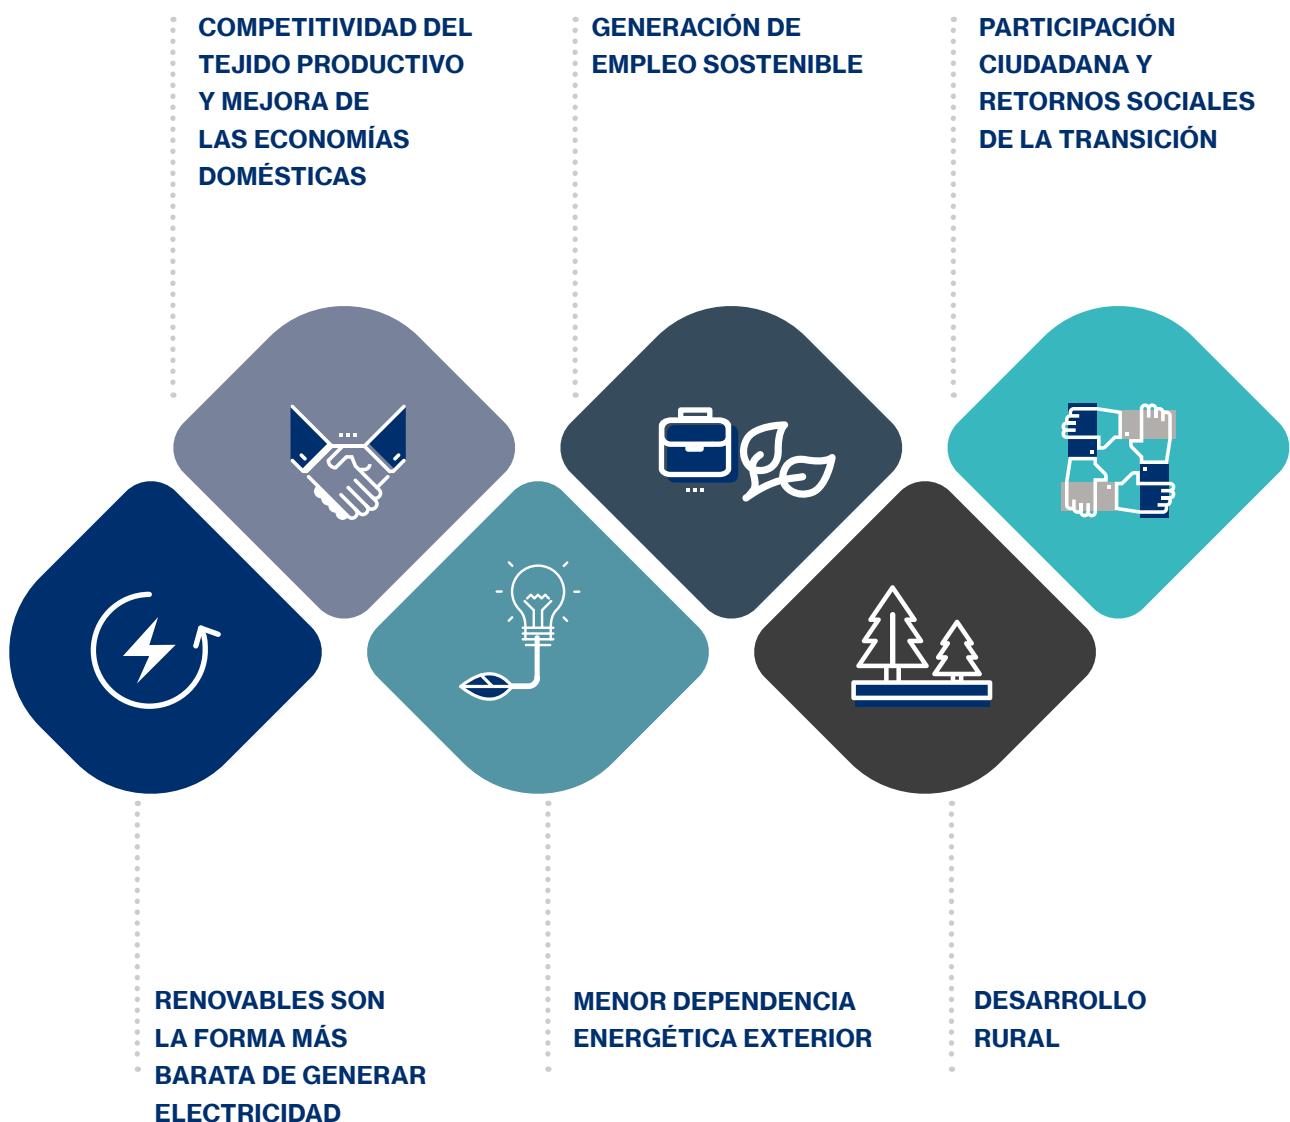 COMPETITIVIDAD DEL
TEJIDO PRODUCTIVO
Y MEJORA DE
LAS ECONOMÍAS
DOMÉSTICAS
GENERACIÓN DE
EMPLEO SOSTENIBLE
PARTICIPACIÓN
CIUDADANA Y
RETORNOS SOCIALES
DE LA TRANSICIÓN
RENOVABLES SON
LA FORMA MÁS
BARATA DE GENERAR
ELECTRICIDAD
MENOR DEPENDENCIA
ENERGÉTICA EXTERIOR
DESARROLLO
RURAL